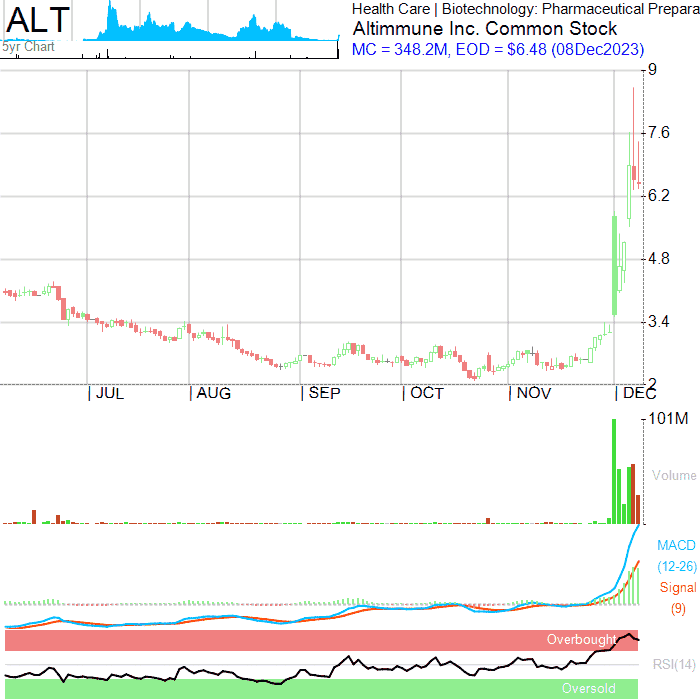 ALT
5yr Chart
Health Care | Biotechnology: Pharmaceutical Prepara
Altimmune Inc. Common Stock
MC = 348.2M, EOD = $6.48 (08Dec2023)
9
7.6
6.2
4.8
3.4
2
JUL AUG SEP OCT NOV DEC
101M
Volume
MACD
(12-26)
Signal
(9)
Overbought
RSI(14)
Oversold